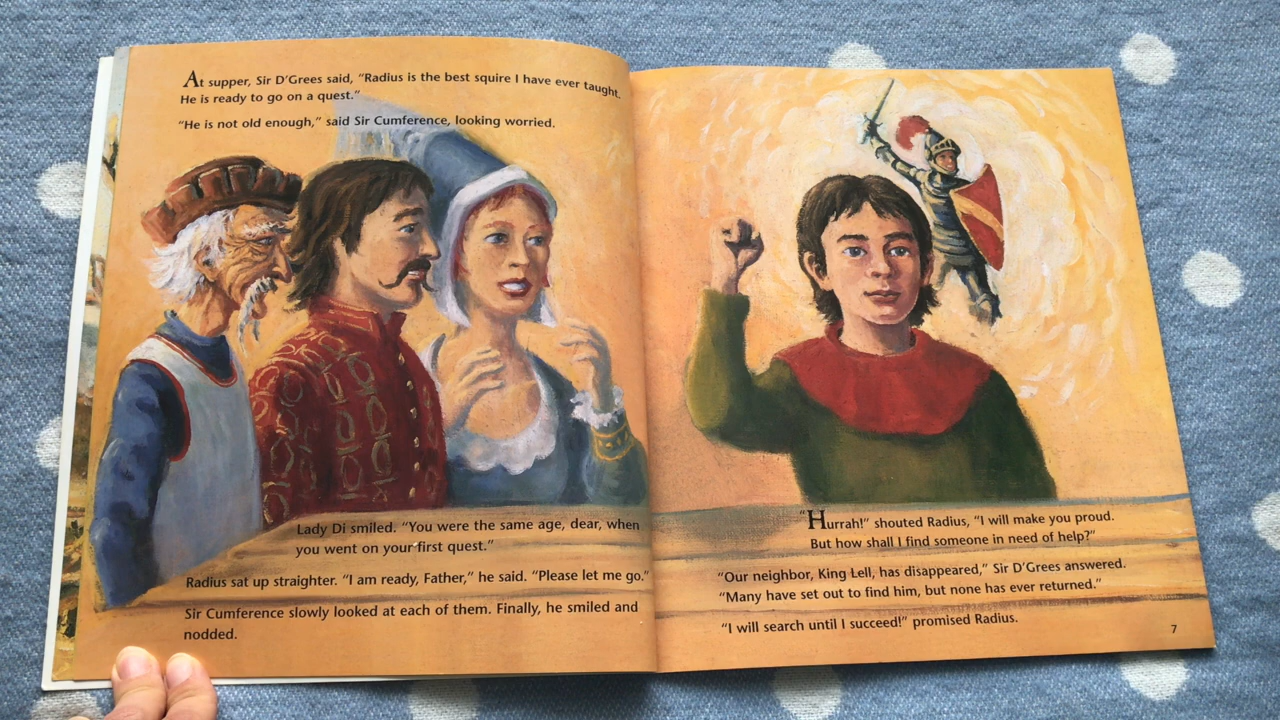 At supper, Sir D'Grees said, "Radius is the best squire I have ever taught.
He is ready to go on a quest."
"He is not old enough," said Sir Cumference, looking worried.
Lady Di smiled. "You were the same age, dear, when
you went on your first quest."
Radius sat up straighter. "I am ready, Father," he said. "Please let me go."
Sir Cumference slowly looked at each of them. Finally, he smiled and
nodded.
"Hurrah!" shouted Radius, "I will make you proud.
But how shall I find someone in need of help?"
"Our neighbor, King Lell, has disappeared," Sir D'Grees answered.
"Many have set out to find him, but none has ever returned."
"I will search until I succeed!" promised Radius.
7